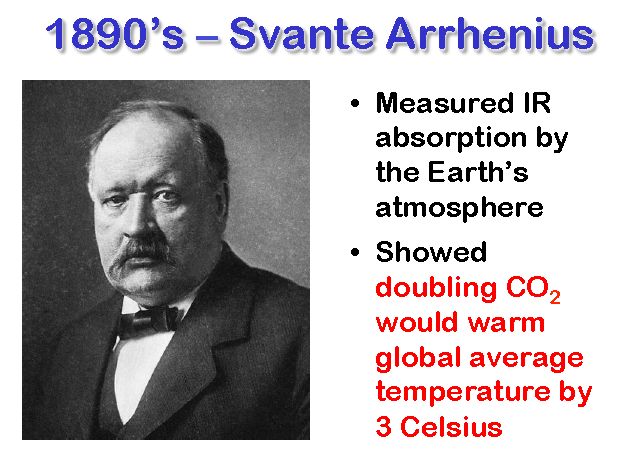 1890’s – Svante Arrhenius
• Measured IR
absorption by
the Earth’s
atmosphere
• Showed
doubling CO₂
would warm
global average
temperature by
3 Celsius